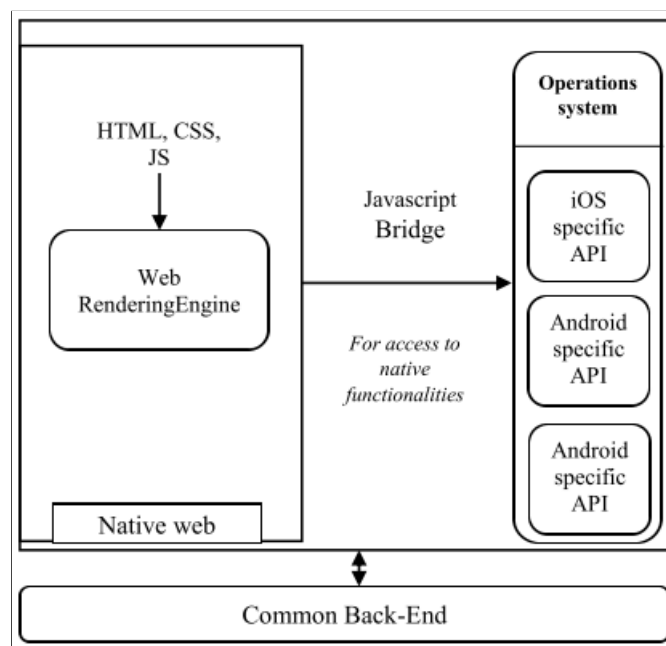 HTML, CSS,
JS
Web
RenderingEngine
Native web
Javascript
Bridge
For access to
native
functionalities
Operations
system
iOS
specific
API
Android
specific
API
Android
specific
API
Common Back-End